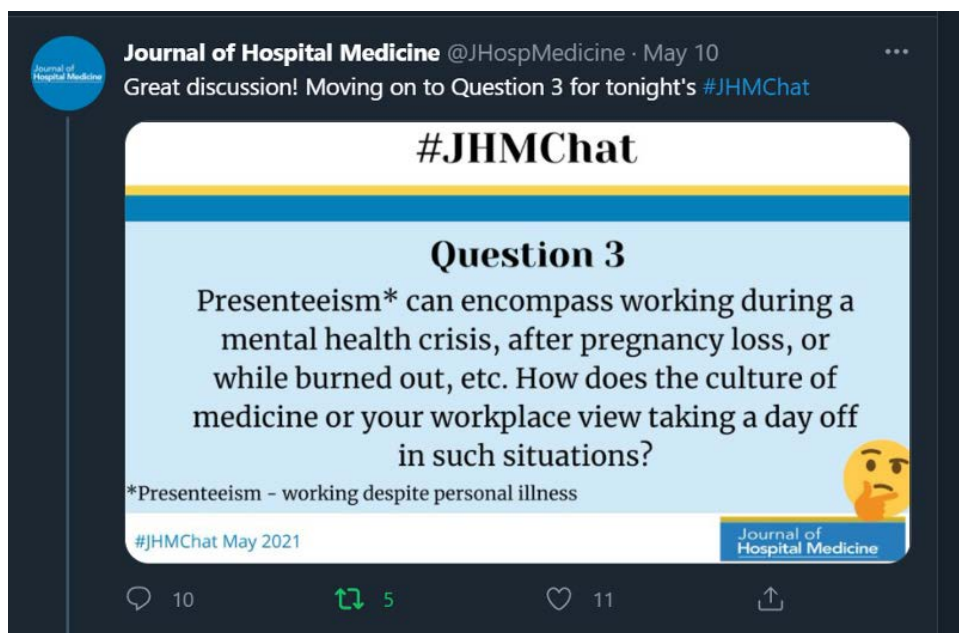 Journal of Hospital Medicine @JHospMedicine · May 10
Great discussion! Moving on to Question 3 for tonight's #JHMChat
Journal of
Hospital Medicine
#JHMChat
Question 3
Presenteeism* can encompass working during a
mental health crisis, after pregnancy loss, or
while burned out, etc. How does the culture of
medicine or your workplace view taking a day off
in such situations?
*Presenteeism - working despite personal illness
#JHMChat May 2021
Journal of
Hospital Medicine
10 5 11